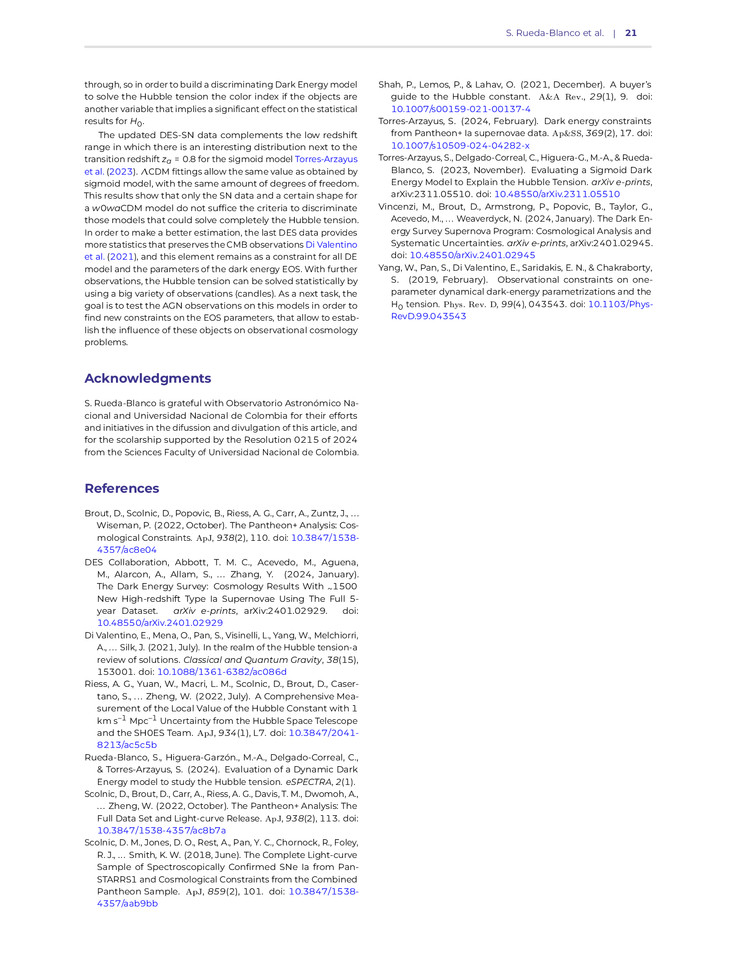 S. Rueda-Blanco et al. | 21
through, so in order to build a discriminating Dark Energy model
to solve the Hubble tension the color index if the objects are
another variable that implies a significant effect on the statistical
results for H0.
The updated DES-SN data complements the low redshift
range in which there is an interesting distribution next to the
transition redshift za = 0.8 for the sigmoid model Torres-Arzayus
et al. (2023). ΛCDM fittings allow the same value as obtained by
sigmoid model, with the same amount of degrees of freedom.
This results show that only the SN data and a certain shape for
a w0waCDM model do not suffice the criteria to discriminate
those models that could solve completely the Hubble tension.
In order to make a better estimation, the last DES data provides
more statistics that preserves the CMB observations Di Valentino
et al. (2021), and this element remains as a constraint for all DE
model and the parameters of the dark energy EOS. With further
observations, the Hubble tension can be solved statistically by
using a big variety of observations (candles). As a next task, the
goal is to test the AGN observations on this models in order to
find new constraints on the EOS parameters, that allow to estab-
lish the influence of these objects on observational cosmology
problems.
Acknowledgments
S. Rueda-Blanco is grateful with Observatorio Astronómico Na-
cional and Universidad Nacional de Colombia for their efforts
and initiatives in the difussion and divulgation of this article, and
for the scolarship supported by the Resolution 0215 of 2024
from the Sciences Faculty of Universidad Nacional de Colombia.
References
Brout, D., Scolnic, D., Popovic, B., Riess, A. G., Carr, A., Zuntz, J., ...
Wiseman, P. (2022, October). The Pantheon+ Analysis: Cos-
mological Constraints. ApJ, 938(2), 110. doi: 10.3847/1538-
4357/ac8e04
DES Collaboration, Abbott, T. M. C., Acevedo, M., Aguena,
M., Alarcon, A., Allam, S., ... Zhang, Y. (2024, January).
The Dark Energy Survey: Cosmology Results With ~1500
New High-redshift Type Ia Supernovae Using The Full 5-
year Dataset. arXiv e-prints, arXiv:2401.02929. doi:
10.48550/arXiv.2401.02929
Di Valentino, E., Mena, O., Pan, S., Visinelli, L., Yang, W., Melchiorri,
A., ... Silk, J. (2021, July). In the realm of the Hubble tension-a
review of solutions. Classical and Quantum Gravity, 38(15),
153001. doi: 10.1088/1361-6382/ac086d
Riess, A. G., Yuan, W., Macri, L. M., Scolnic, D., Brout, D., Caser-
tano, S., ... Zheng, W. (2022, July). A Comprehensive Mea-
surement of the Local Value of the Hubble Constant with 1
km s−1 Mpc−1 Uncertainty from the Hubble Space Telescope
and the SH0ES Team. ApJ, 934(1), L7. doi: 10.3847/2041-
8213/ac5c5b
Rueda-Blanco, S., Higuera-Garzón., M.-A., Delgado-Correal, C.,
& Torres-Arzayus, S. (2024). Evaluation of a Dynamic Dark
Energy model to study the Hubble tension. eSPECTRA, 2(1).
Scolnic, D., Brout, D., Carr, A., Riess, A. G., Davis, T. M., Dwomoh, A.,
... Zheng, W. (2022, October). The Pantheon+ Analysis: The
Full Data Set and Light-curve Release. ApJ, 938(2), 113. doi:
10.3847/1538-4357/ac8b7a
Scolnic, D. M., Jones, D. O., Rest, A., Pan, Y. C., Chornock, R., Foley,
R. J., ... Smith, K. W. (2018, June). The Complete Light-curve
Sample of Spectroscopically Confirmed SNe Ia from Pan-
STARRS1 and Cosmological Constraints from the Combined
Pantheon Sample. ApJ, 859(2), 101. doi: 10.3847/1538-
4357/aab9bb
Shah, P., Lemos, P., & Lahav, O. (2021, December). A buyer's
guide to the Hubble constant. A&A Rev., 29(1), 9. doi:
10.1007/s00159-021-00137-4
Torres-Arzayus, S. (2024, February). Dark energy constraints
from Pantheon+ Ia supernovae data. Ap&SS, 369(2), 17. doi:
10.1007/s10509-024-04282-x
Torres-Arzayus, S., Delgado-Correal, C., Higuera-G., M.-A., & Rueda-
Blanco, S. (2023, November). Evaluating a Sigmoid Dark
Energy Model to Explain the Hubble Tension. arXiv e-prints,
arXiv:2311.05510. doi: 10.48550/arXiv.2311.05510
Vincenzi, M., Brout, D., Armstrong, P., Popovic, B., Taylor, G.,
Acevedo, M., ... Weaverdyck, N. (2024, January). The Dark En-
ergy Survey Supernova Program: Cosmological Analysis and
Systematic Uncertainties. arXiv e-prints, arXiv:2401.02945.
doi: 10.48550/arXiv.2401.02945
Yang, W., Pan, S., Di Valentino, E., Saridakis, E. N., & Chakraborty,
S. (2019, February). Observational constraints on one-
parameter dynamical dark-energy parametrizations and the
H0 tension. Phys. Rev. D, 99(4), 043543. doi: 10.1103/Phys-
RevD.99.043543